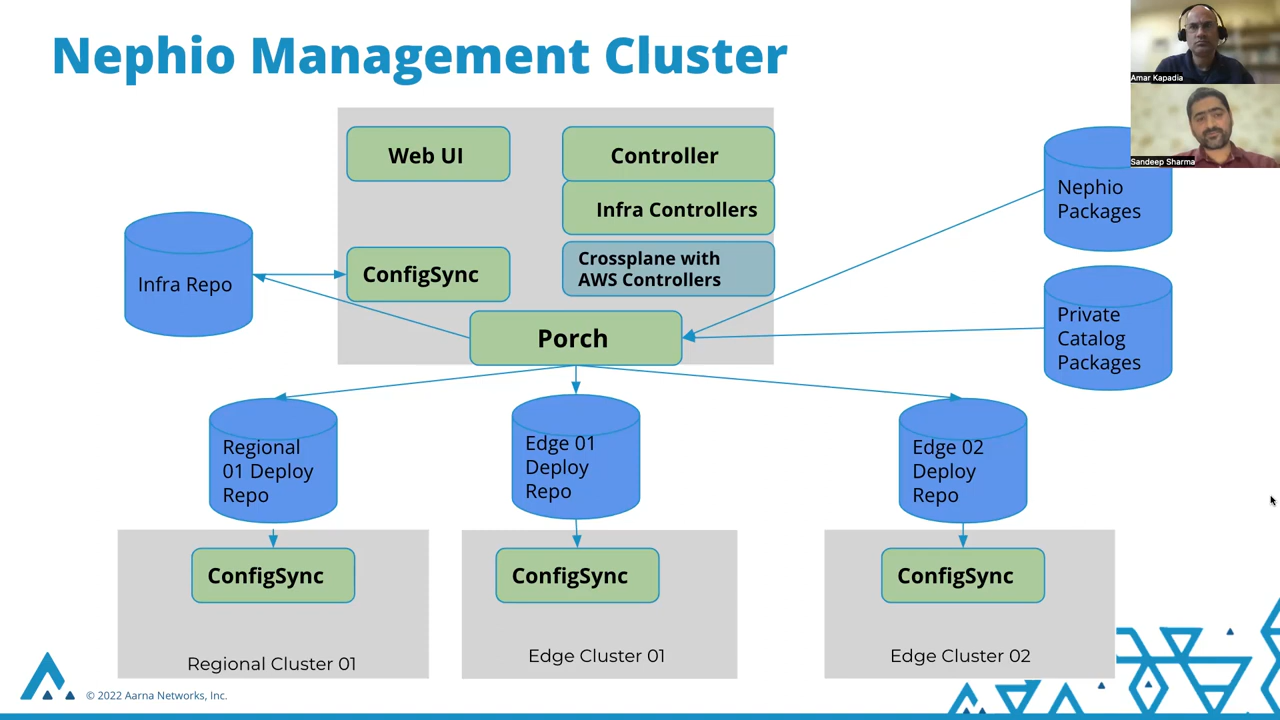 Nephio Management Cluster
Amar Kapadia
Sandeep Sharma
Web UI
Controller
Infra Controllers
ConfigSync
Crossplane with
AWS Controllers
Porch
Infra Repo
Nephio
Packages
Private
Catalog
Packages
Regional
01 Deploy
Repo
Edge 01
Deploy
Repo
Edge 02
Deploy
Repo
ConfigSync
ConfigSync
ConfigSync
Regional Cluster 01
Edge Cluster 01
Edge Cluster 02
© 2022 Aarna Networks, Inc.